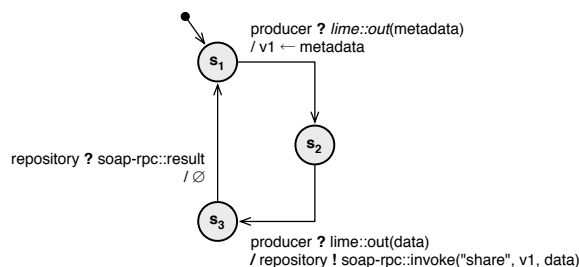 producer ? lime::out(metadata)
/ v1 ← metadata
s1
s2
repository ? soap-rpc::result
/ ∅
s3
producer ? lime::out(data)
/ repository ! soap-rpc::invoke("share", v1, data)